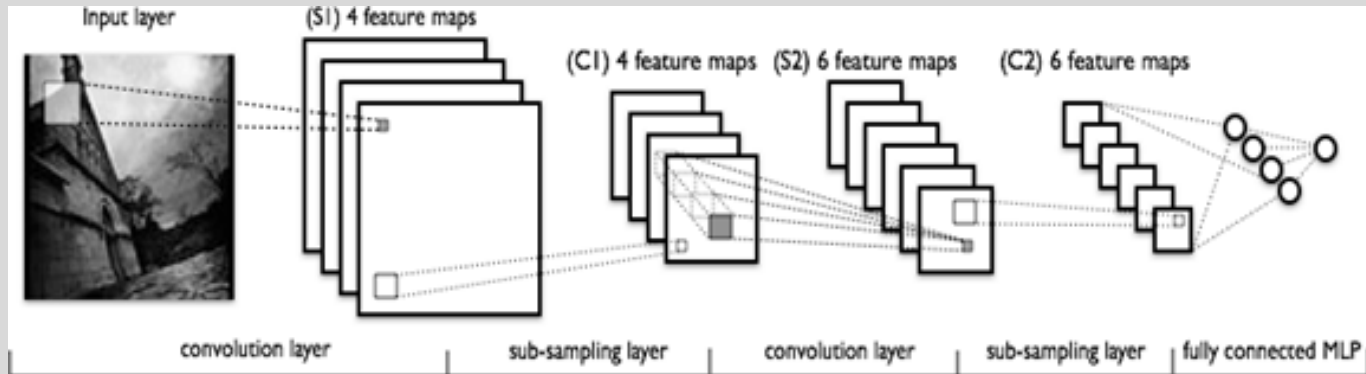 Input layer
(S1) 4 feature maps
(C1) 4 feature maps
(S2) 6 feature maps
(C2) 6 feature maps
convolution layer
sub-sampling layer
convolution layer
sub-sampling layer
fully connected MLP